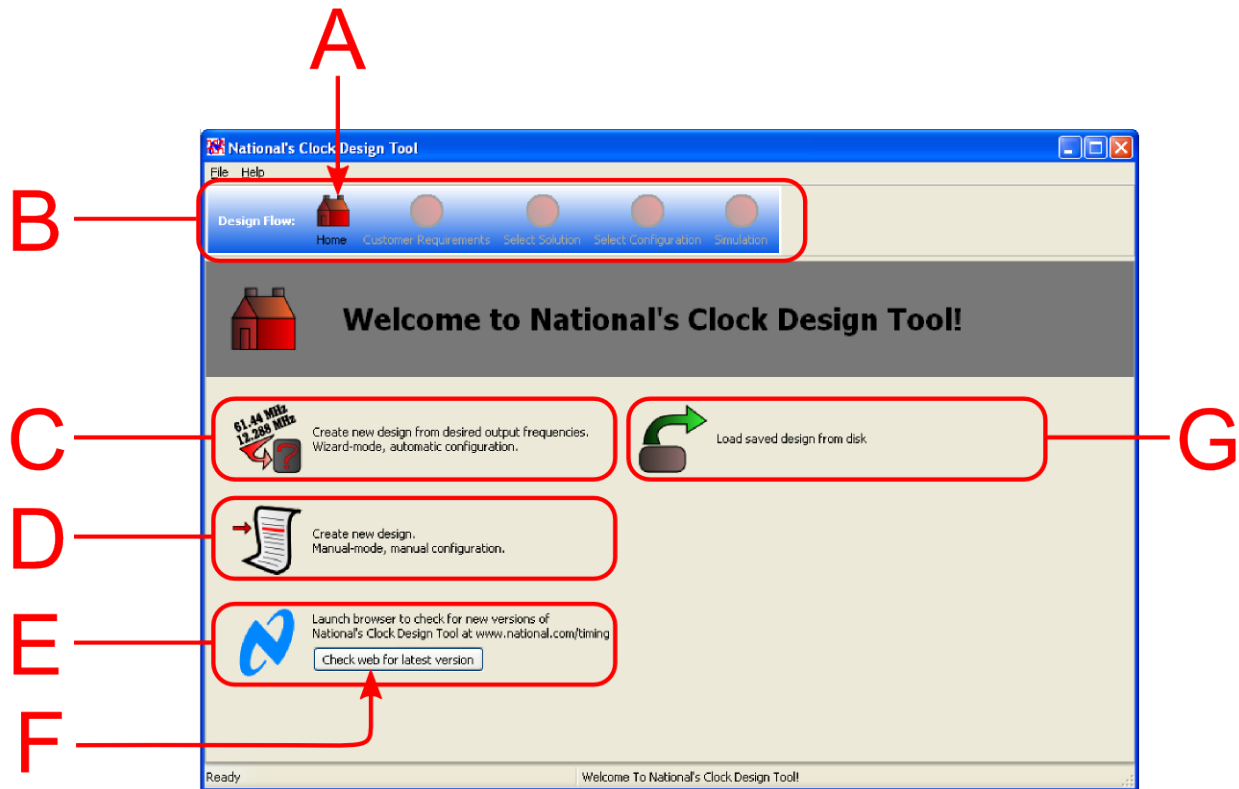 A
National's Clock Design Tool
File Help
B
Design Flow:
Home Customer Requirements Select Solution Select Configuration Simulation
Welcome to National's Clock Design Tool!
C
61.44 MHz
12.288 MHz
?
Create new design from desired output frequencies.
Wizard-mode, automatic configuration.
Load saved design from disk
G
D
Create new design.
Manual-mode, manual configuration.
E
Launch browser to check for new versions of
National's Clock Design Tool at www.national.com/timing
Check web for latest version
F
Ready
Welcome To National's Clock Design Tool!